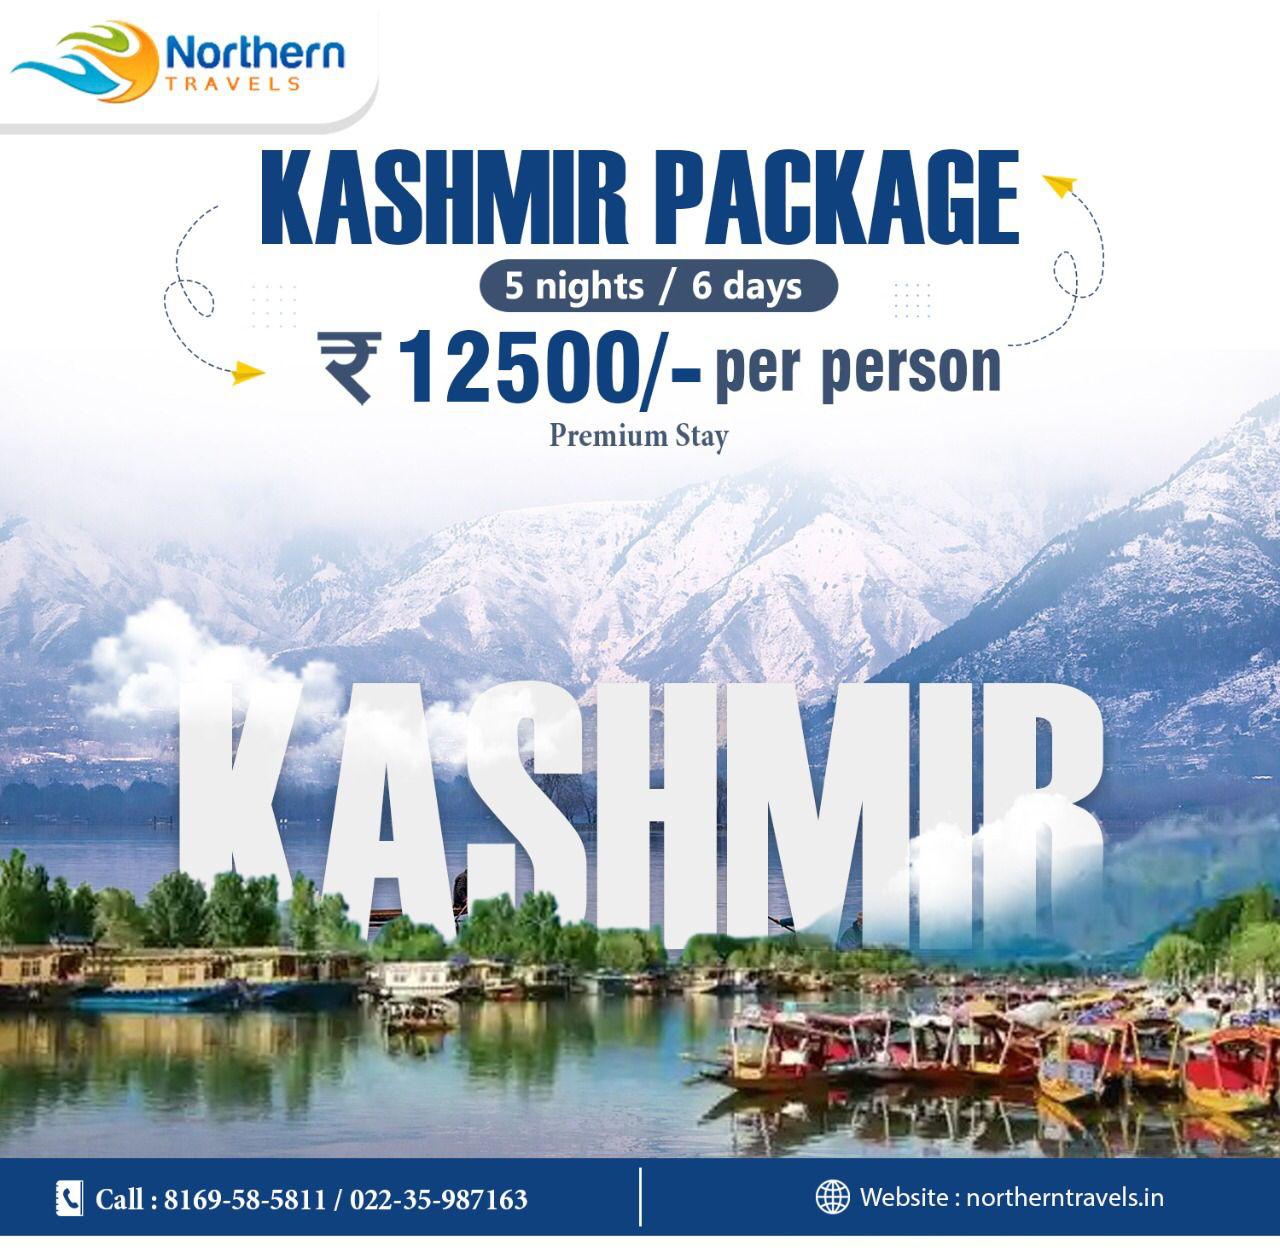 Northern
TRAVELS
KASHMIR PACKAGE
5 nights / 6 days
₹ 12500/- per person
Premium Stay
KASHMIR
Call : 8169-58-5811 / 022-35-987163
Website : northerntravels.in